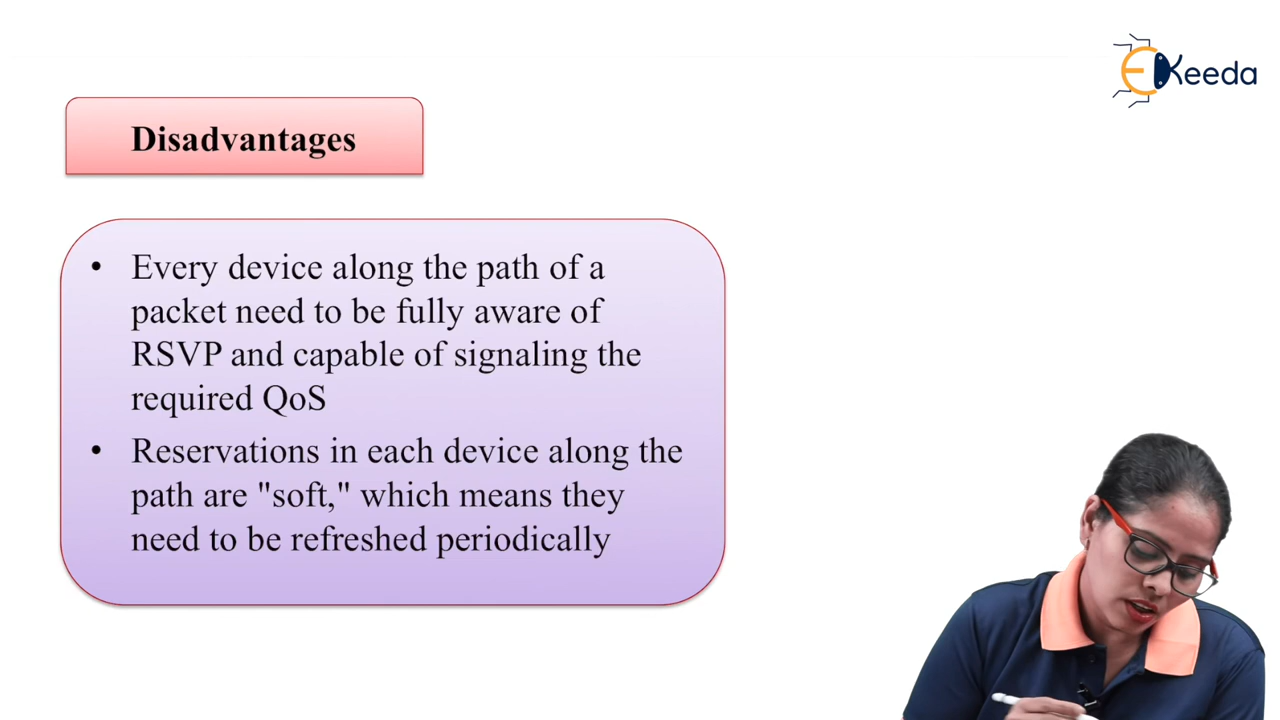 EKeeda
Disadvantages
• Every device along the path of a
packet need to be fully aware of
RSVP and capable of signaling the
required QoS
• Reservations in each device along the
path are "soft," which means they
need to be refreshed periodically